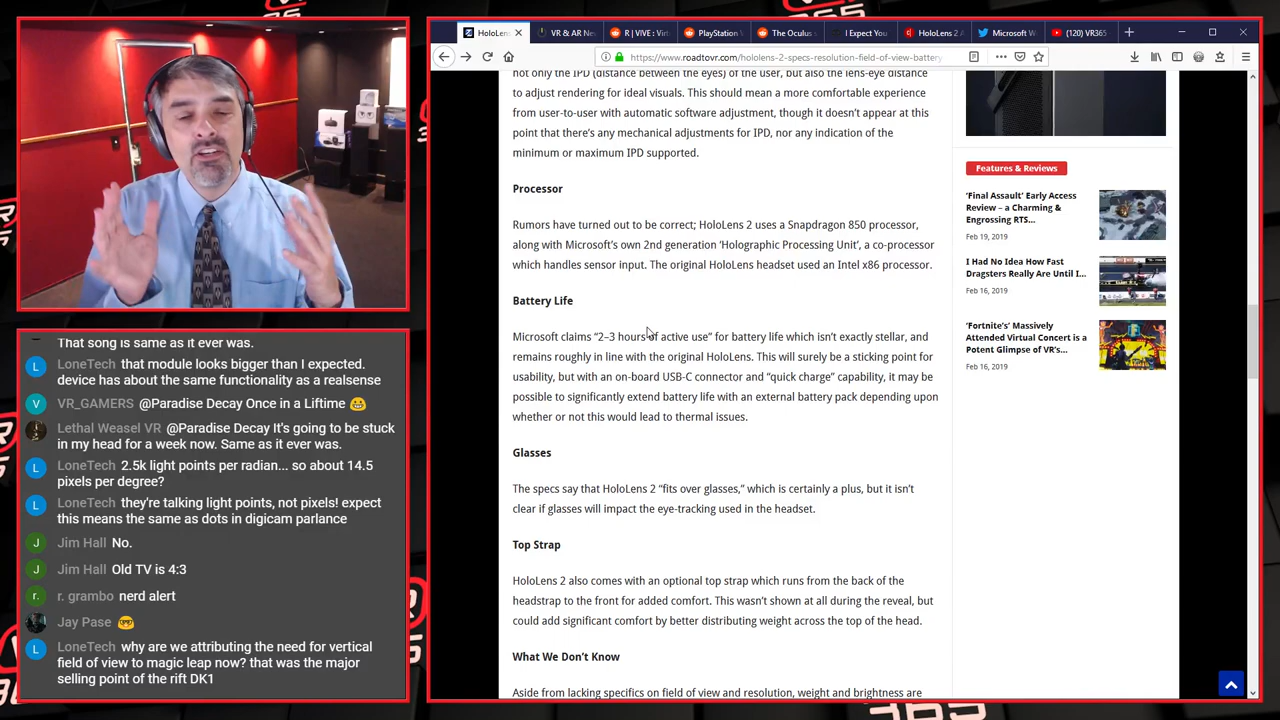 HoloLen
VR & AR Ne
R | VIVE : Virt
PlayStation V
The Oculus s
I Expect You
HoloLens 2 A
Microsoft W
(120) VR365
https://www.roadtovr.com/hololens-2-specs-resolution-field-of-view-battery
not only the IPD (distance between the eyes) of the user, but also the lens-eye distance
to adjust rendering for ideal visuals. This should mean a more comfortable experience
from user-to-user with automatic software adjustment, though it doesn't appear at this
point that there's any mechanical adjustments for IPD, nor any indication of the
minimum or maximum IPD supported.
Processor
Rumors have turned out to be correct; HoloLens 2 uses a Snapdragon 850 processor,
along with Microsoft's own 2nd generation 'Holographic Processing Unit', a co-processor
which handles sensor input. The original HoloLens headset used an Intel x86 processor.
Battery Life
Microsoft claims "2–3 hours of active use" for battery life which isn't exactly stellar, and
remains roughly in line with the original HoloLens. This will surely be a sticking point for
usability, but with an on-board USB-C connector and "quick charge" capability, it may be
possible to significantly extend battery life with an external battery pack depending upon
whether or not this would lead to thermal issues.
Glasses
The specs say that HoloLens 2 "fits over glasses," which is certainly a plus, but it isn't
clear if glasses will impact the eye-tracking used in the headset.
Top Strap
HoloLens 2 also comes with an optional top strap which runs from the back of the
headstrap to the front for added comfort. This wasn't shown at all during the reveal, but
could add significant comfort by better distributing weight across the top of the head.
What We Don't Know
Aside from lacking specifics on field of view and resolution, weight and brightness are
Features & Reviews
'Final Assault' Early Access
Review – a Charming &
Engrossing RTS...
Feb 19, 2019
I Had No Idea How Fast
Dragsters Really Are Until I...
Feb 16, 2019
'Fortnite's' Massively
Attended Virtual Concert is a
Potent Glimpse of VR's...
Feb 16, 2019
That song is same as it ever was.
L LoneTech that module looks bigger than I expected.
device has about the same functionality as a realsense
V VR_GAMERS @Paradise Decay Once in a Liftime
Lethal Weasel VR @Paradise Decay It's going to be stuck
in my head for a week now. Same as it ever was.
L LoneTech 2.5k light points per radian... so about 14.5
pixels per degree?
L LoneTech they're talking light points, not pixels! expect
this means the same as dots in digicam parlance
J Jim Hall No.
J Jim Hall Old TV is 4:3
r. r. grambo nerd alert
Jay Pase
L LoneTech why are we attributing the need for vertical
field of view to magic leap now? that was the major
selling point of the rift DK1